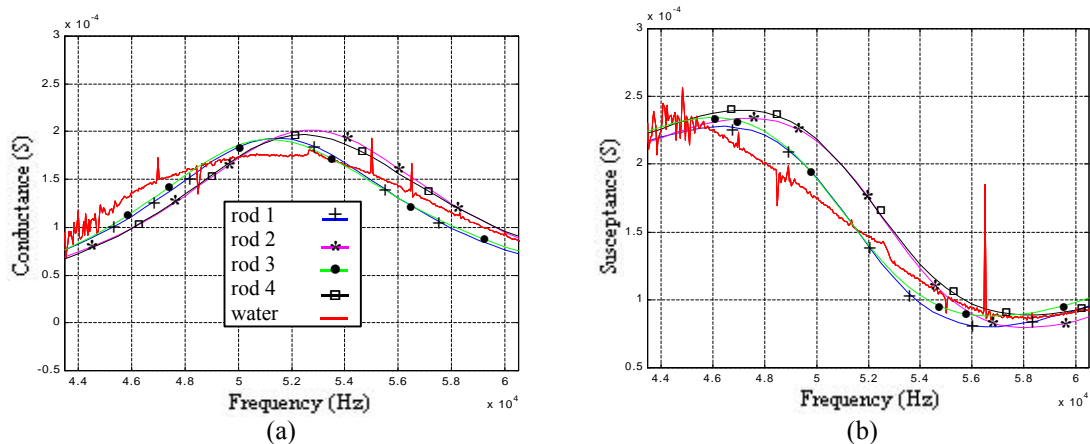 x 10⁻⁴
3
2.5
2
1.5
1
0.5
0
-0.5
Conductance (S)
4.4 4.6 4.8 5 5.2 5.4 5.6 5.8 6
Frequency (Hz)
x 10⁴
rod 1
rod 2
rod 3
rod 4
water
(a)
x 10⁻⁴
3
2.5
2
1.5
1
0.5
Susceptance (S)
4.4 4.6 4.8 5 5.2 5.4 5.6 5.8 6
Frequency (Hz)
x 10⁴
(b)